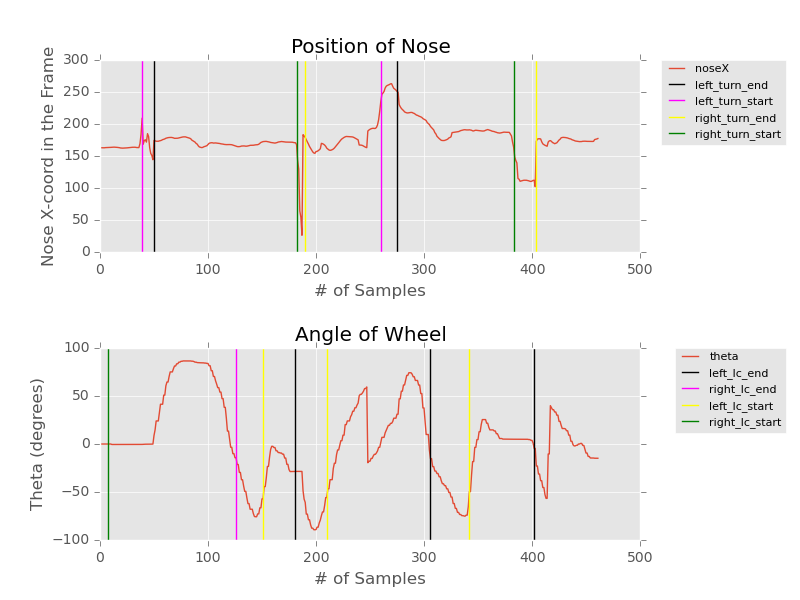 Position of Nose
Nose X-coord in the Frame
300
250
200
150
100
50
0
0 100 200 300 400 500
# of Samples
noseX
left_turn_end
left_turn_start
right_turn_end
right_turn_start
Angle of Wheel
Theta (degrees)
100
50
0
−50
−100
0 100 200 300 400 500
# of Samples
theta
left_lc_end
right_lc_end
left_lc_start
right_lc_start